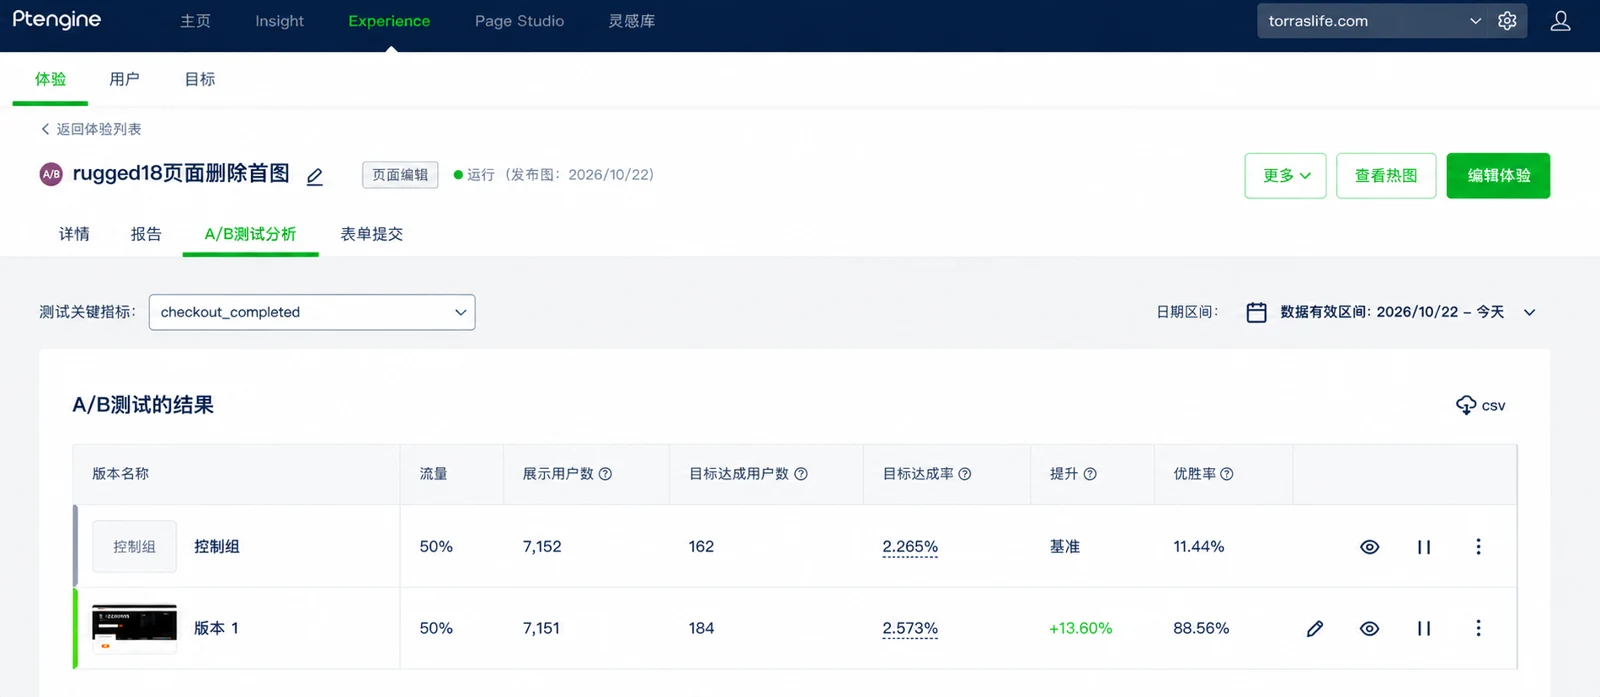 Ptengine 主页 Insight Experience Page Studio 灵感库 torraslife.com
体验 用户 目标
返回体验列表
A/B rugged18页面删除首图 页面编辑 运行 (发布图: 2026/10/22) 更多 查看热图 编辑体验
详情 报告 A/B测试分析 表单提交
测试关键指标: checkout_completed 日期区间: 数据有效区间: 2026/10/22 – 今天
A/B测试的结果 csv
版本名称 流量 展示用户数 目标达成用户数 目标达成率 提升 优胜率
控制组 控制组 50% 7,152 162 2.265% 基准 11.44%
版本 1 50% 7,151 184 2.573% +13.60% 88.56%